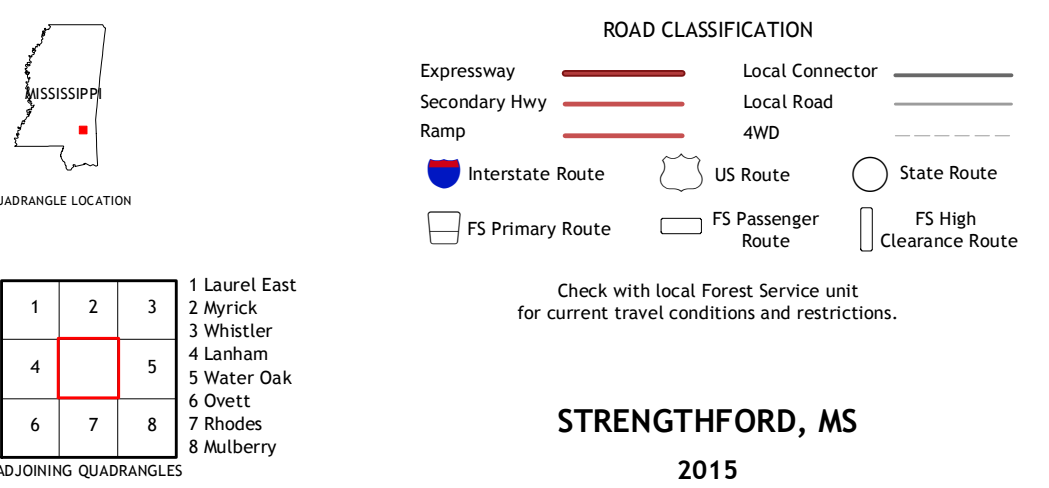 MISSISSIPPI
UADRANGLE LOCATION
ROAD CLASSIFICATION
Expressway
Secondary Hwy
Ramp
Local Connector
Local Road
4WD
Interstate Route
US Route
State Route
FS Primary Route
FS Passenger
Route
FS High
Clearance Route
Check with local Forest Service unit
for current travel conditions and restrictions.
1 2 3
4 5
6 7 8
1 Laurel East
2 Myrick
3 Whistler
4 Lanham
5 Water Oak
6 Ovett
7 Rhodes
8 Mulberry
ADJOINING QUADRANGLES
STRENGTHFORD, MS
2015